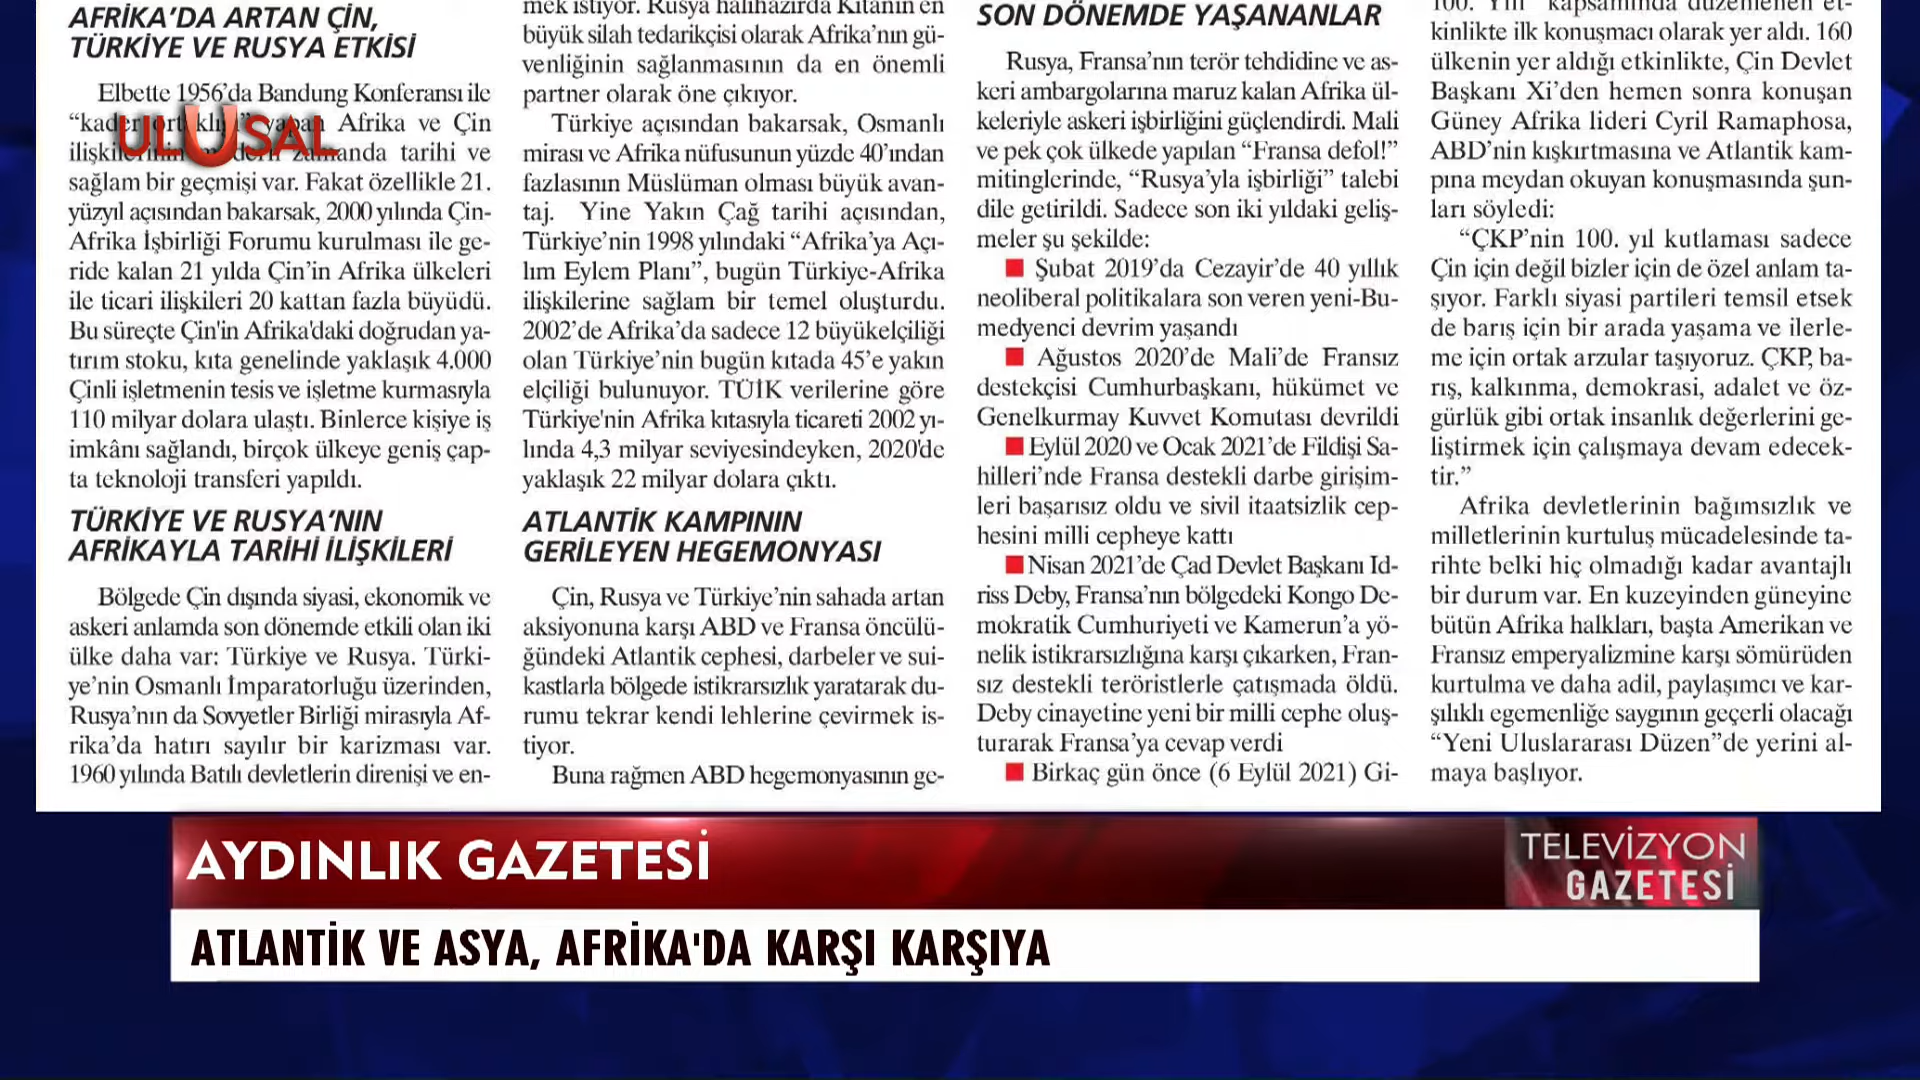 AFRİKA’DA ARTAN ÇİN,
TÜRKİYE VE RUSYA ETKİSİ
Elbette 1956’da Bandung Konferansı ile
Afrika ve Çin
tarihi ve
sağlam bir geçmişi var. Fakat özellikle 21.
yüzyıl açısından bakarsak, 2000 yılında Çin-
Afrika İşbirliği Forumu kurulması ile ge-
ride kalan 21 yılda Çin’in Afrika ülkeleri
ile ticari ilişkileri 20 kattan fazla büyüdü.
Bu süreçte Çin'in Afrika'daki doğrudan ya-
tırım stoku, kıta genelinde yaklaşık 4.000
Çinli işletmenin tesis ve işletme kurmasıyla
110 milyar dolara ulaştı. Binlerce kişiye iş
imkânı sağlandı, birçok ülkeye geniş çap-
ta teknoloji transferi yapıldı.
TÜRKİYE VE RUSYA’NIN
AFRİKAYLA TARİHİ İLİŞKİLERİ
Bölgede Çin dışında siyasi, ekonomik ve
askeri anlamda son dönemde etkili olan iki
ülke daha var: Türkiye ve Rusya. Türki-
ye’nin Osmanlı İmparatorluğu üzerinden,
Rusya’nın da Sovyetler Birliği mirasıyla Af-
rika’da hatırı sayılır bir karizması var.
1960 yılında Batılı devletlerin direnişi ve en-
mek istiyor. Rusya halihazırda Kıtanın en
büyük silah tedarikçisi olarak Afrika’nın gü-
venliğinin sağlanmasının da en önemli
partner olarak öne çıkıyor.
Türkiye açısından bakarsak, Osmanlı
mirası ve Afrika nüfusunun yüzde 40’ından
fazlasının Müslüman olması büyük avan-
taj. Yine Yakın Çağ tarihi açısından,
Türkiye’nin 1998 yılındaki “Afrika’ya Açı-
lım Eylem Planı”, bugün Türkiye-Afrika
ilişkilerine sağlam bir temel oluşturdu.
2002’de Afrika’da sadece 12 büyükelçiliği
olan Türkiye’nin bugün kıtada 45’e yakın
elçiliği bulunuyor. TÜİK verilerine göre
Türkiye'nin Afrika kıtasıyla ticareti 2002 yı-
lında 4,3 milyar seviyesindeyken, 2020'de
yaklaşık 22 milyar dolara çıktı.
ATLANTİK KAMPININ
GERİLEYEN HEGEMONYASI
Çin, Rusya ve Türkiye’nin sahada artan
aksiyonuna karşı ABD ve Fransa öncülü-
ğündeki Atlantik cephesi, darbeler ve sui-
kastlarla bölgede istikrarsızlık yaratarak du-
rumu tekrar kendi lehlerine çevirmek is-
tiyor.
Buna rağmen ABD hegemonyasının ge-
SON DÖNEMDE YAŞANANLAR
Rusya, Fransa’nın terör tehdidine ve as-
keri ambargolarına maruz kalan Afrika ül-
keleriyle askeri işbirliğini güçlendirdi. Mali
ve pek çok ülkede yapılan “Fransa defol!”
mitinglerinde, “Rusya’yla işbirliği” talebi
dile getirildi. Sadece son iki yıldaki geliş-
meler şu şekilde:
■ Şubat 2019’da Cezayir’de 40 yıllık
neoliberal politikalara son veren yeni-Bu-
medyenci devrim yaşandı
■ Ağustos 2020’de Mali’de Fransız
destekçisi Cumhurbaşkanı, hükümet ve
Genelkurmay Kuvvet Komutası devrildi
■ Eylül 2020 ve Ocak 2021’de Fildişi Sa-
hilleri’nde Fransa destekli darbe girişim-
leri başarısız oldu ve sivil itaatsizlik cep-
hesini milli cepheye kattı
■ Nisan 2021’de Çad Devlet Başkanı Id-
riss Deby, Fransa’nın bölgedeki Kongo De-
mokratik Cumhuriyeti ve Kamerun’a yö-
nelik istikrarsızlığına karşı çıkarken, Fran-
sız destekli teröristlerle çatışmada öldü.
Deby cinayetine yeni bir milli cephe oluş-
turarak Fransa’ya cevap verdi
■ Birkaç gün önce (6 Eylül 2021) Gi-
100. Yılı” kapsamında düzenlenen et-
kinlikte ilk konuşmacı olarak yer aldı. 160
ülkenin yer aldığı etkinlikte, Çin Devlet
Başkanı Xi’den hemen sonra konuşan
Güney Afrika lideri Cyril Ramaphosa,
ABD’nin kışkırtmasına ve Atlantik kam-
pına meydan okuyan konuşmasında şun-
ları söyledi:
“ÇKP’nin 100. yıl kutlaması sadece
Çin için değil bizler için de özel anlam ta-
şıyor. Farklı siyasi partileri temsil etsek
de barış için bir arada yaşama ve ilerle-
me için ortak arzular taşıyoruz. ÇKP, ba-
rış, kalkınma, demokrasi, adalet ve öz-
gürlük gibi ortak insanlık değerlerini ge-
liştirmek için çalışmaya devam edecek-
tir.”
Afrika devletlerinin bağımsızlık ve
milletlerinin kurtuluş mücadelesinde ta-
rihte belki hiç olmadığı kadar avantajlı
bir durum var. En kuzeyinden güneyine
bütün Afrika halkları, başta Amerikan ve
Fransız emperyalizmine karşı sömürüden
kurtulma ve daha adil, paylaşımcı ve kar-
şılıklı egemenliğe saygının geçerli olacağı
“Yeni Uluslararası Düzen”de yerini al-
maya başlıyor.
ULUSAL
AYDINLIK GAZETESİ
TELEVİZYON
GAZETESİ
ATLANTİK VE ASYA, AFRİKA'DA KARŞI KARŞIYA